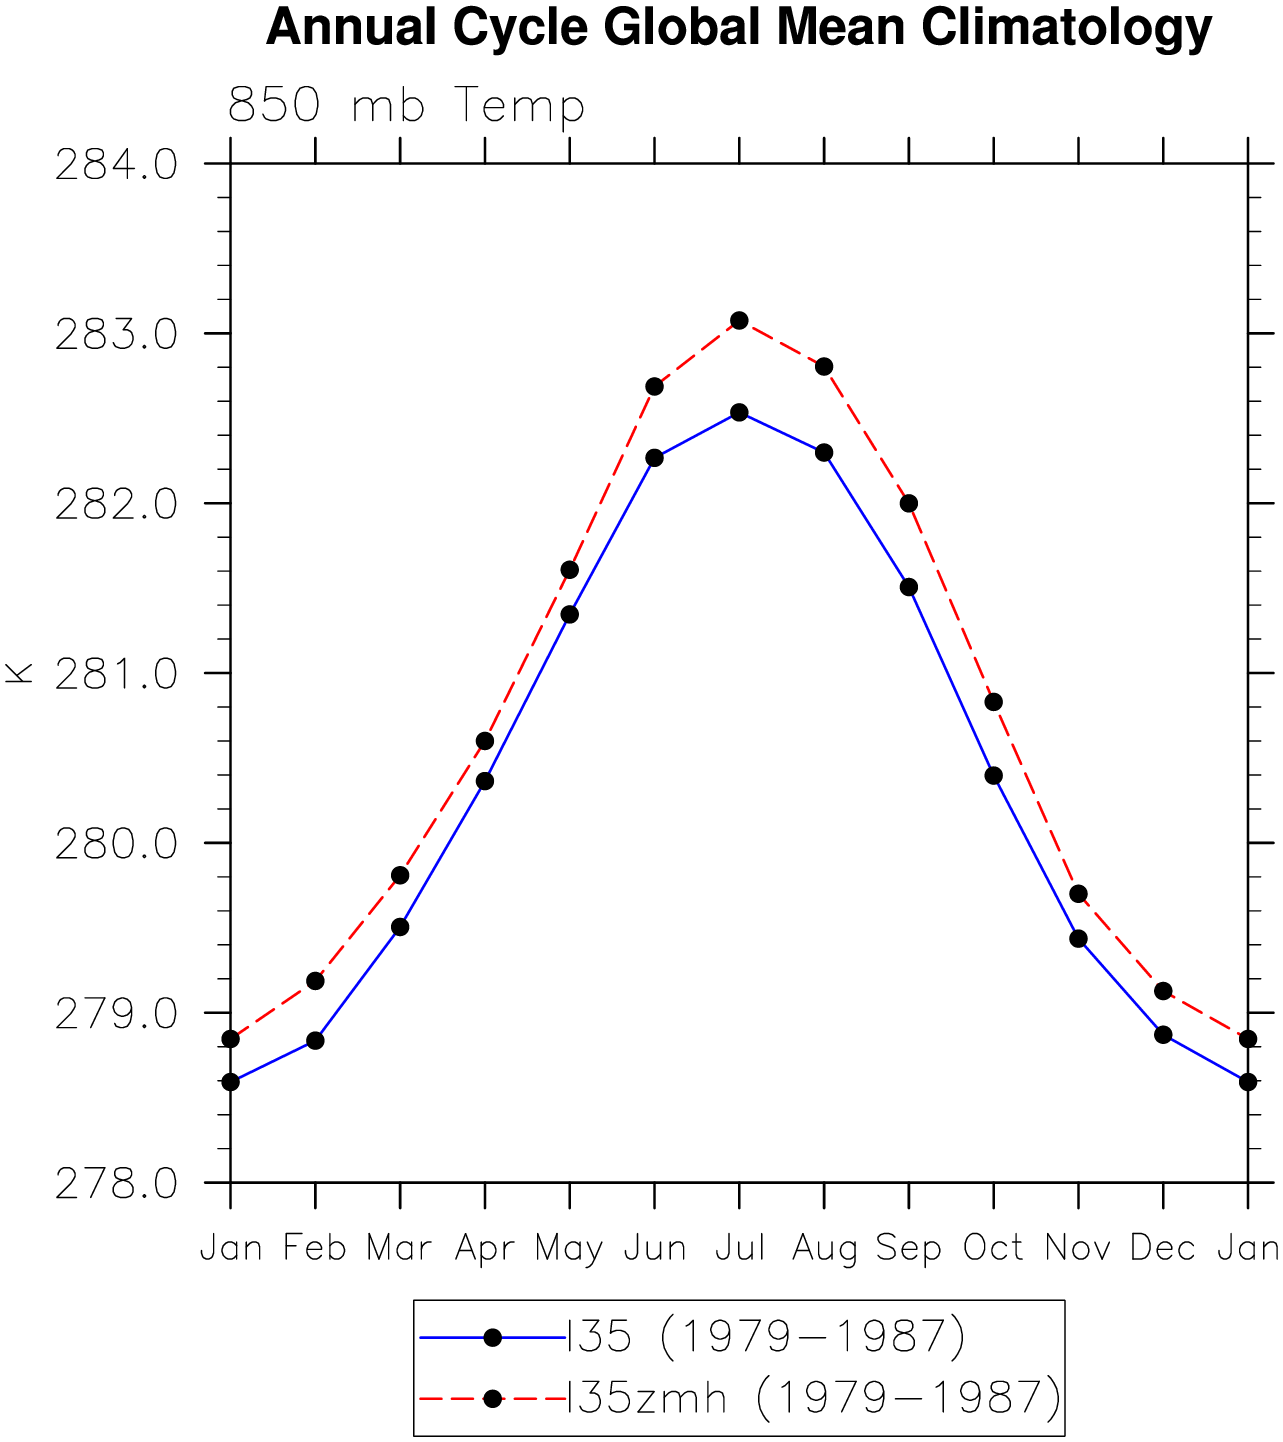 Annual Cycle Global Mean Climatology
850 mb Temp
284.0
283.0
282.0
281.0
280.0
279.0
278.0
K
Jan Feb Mar Apr May Jun Jul Aug Sep Oct Nov Dec Jan
I35 (1979-1987)
I35zmh (1979-1987)